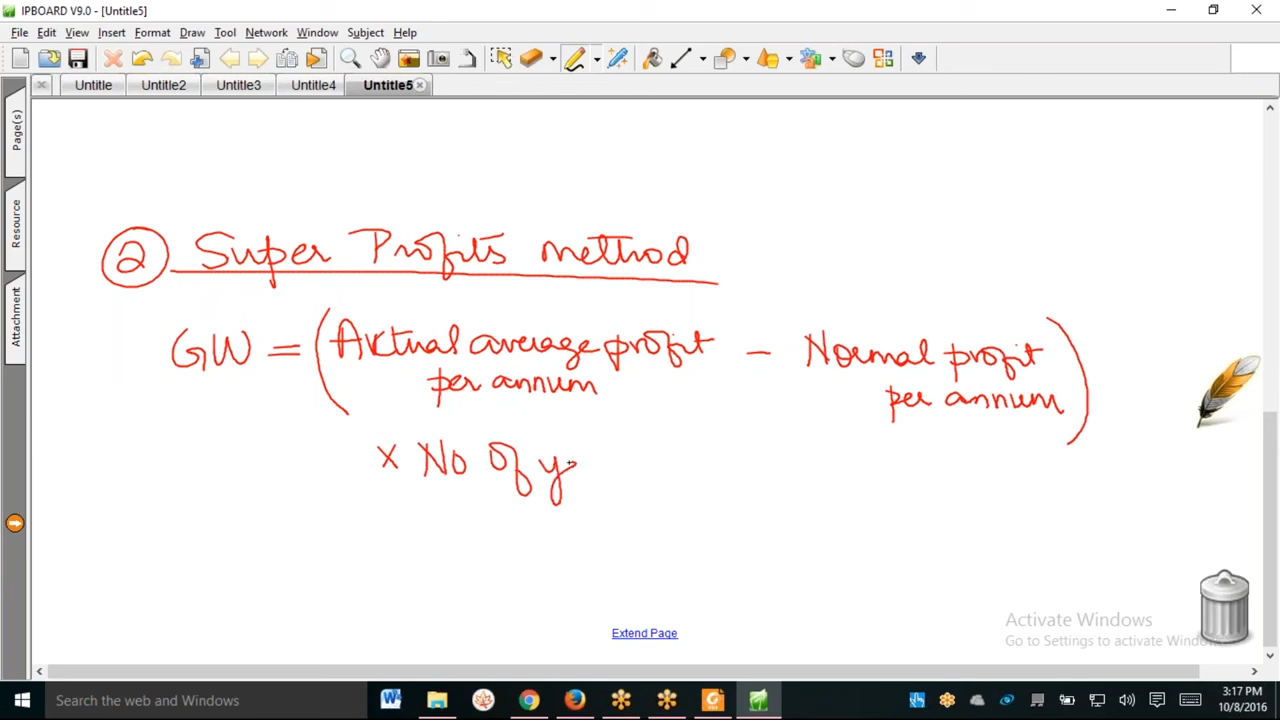 IPBOARD V9.0 - [Untitle5]
File Edit View Insert Format Draw Tool Network Window Subject Help
Untitle Untitle2 Untitle3 Untitle4 Untitle5
Page(s)
Resource
Attachment
② Super Profits method
GW = ( Aktual average profit per annum - Normal profit per annum )
x No of y
Extend Page
Activate Windows
Go to Settings to activate Windows
Search the web and Windows
3:17 PM
10/8/2016